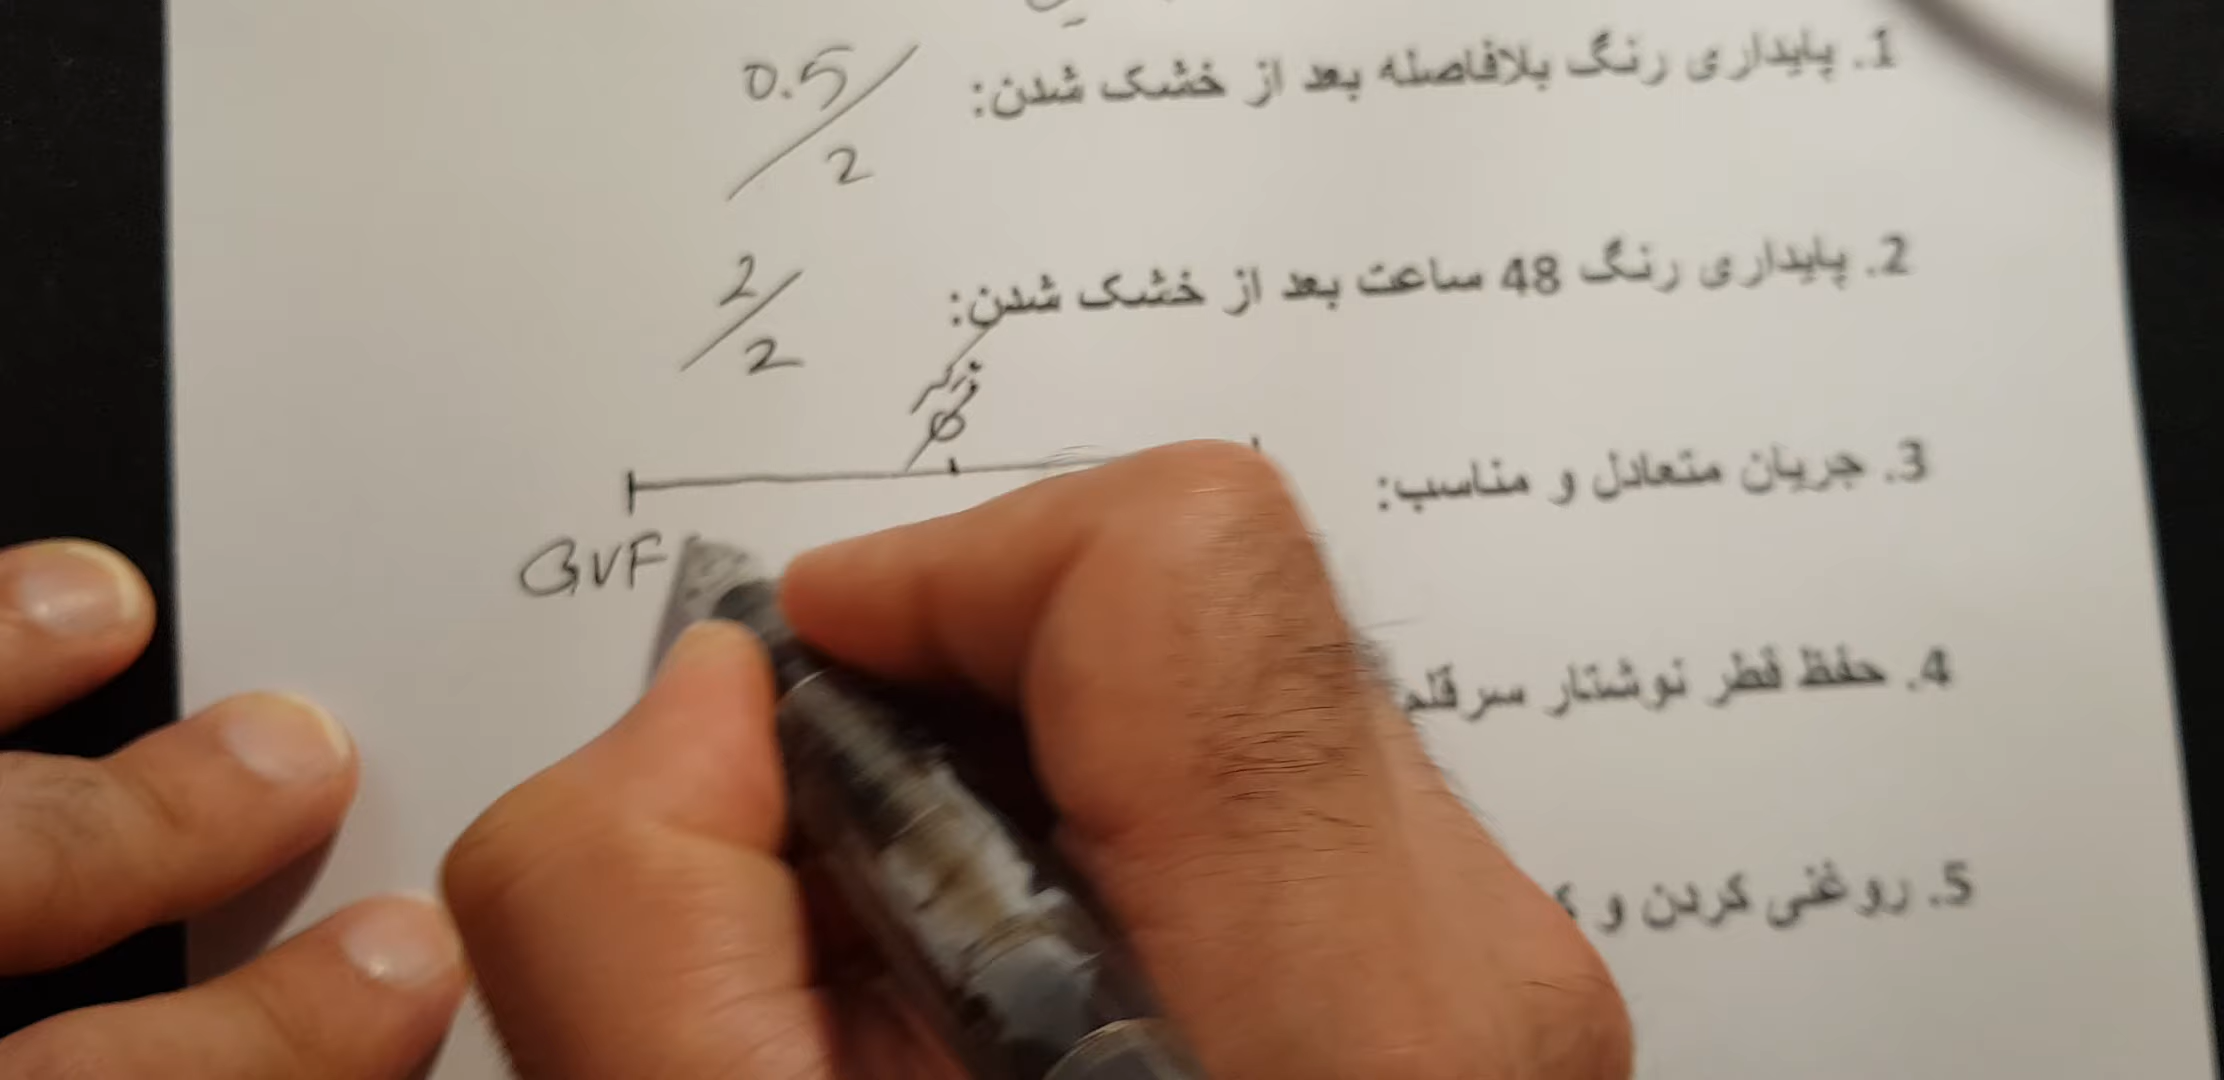 1. پایداری رنگ بلافاصله بعد از خشک شدن: 0.5/2
2. پایداری رنگ 48 ساعت بعد از خشک شدن: 2/2
3. جریان متعادل و مناسب:
GVF
4. حفظ قطر نوشتار سرقلم
5. روغنی کردن و